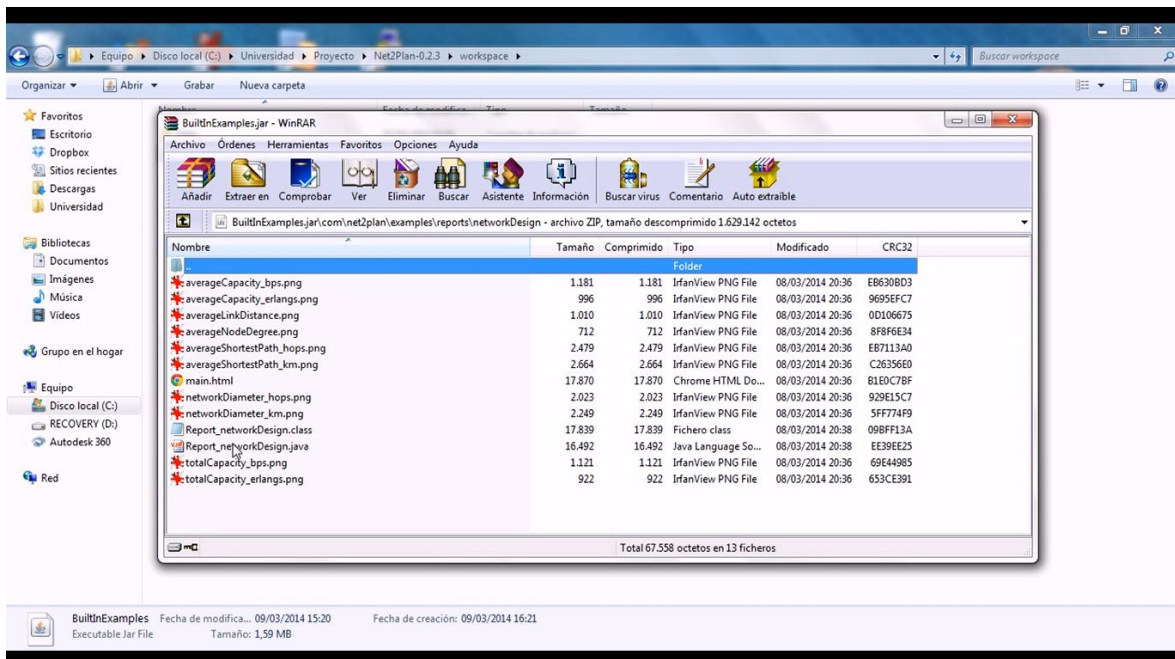 Equipo Disco local (C:) Universidad Proyecto Net2Plan-0.2.3 workspace
Buscar workspace
Organizar Abrir Grabar Nueva carpeta
Favoritos
Escritorio
Dropbox
Sitios recientes
Descargas
Universidad
Bibliotecas
Documentos
Imágenes
Música
Vídeos
Grupo en el hogar
Equipo
Disco local (C:)
RECOVERY (D:)
Autodesk 360
Red
BuiltInExamples.jar - WinRAR
Archivo Órdenes Herramientas Favoritos Opciones Ayuda
Añadir Extraer en Comprobar Ver Eliminar Buscar Asistente Información Buscar virus Comentario Auto extraible
BuiltInExamples.jar\com\net2plan\examples\reports\networkDesign - archivo ZIP, tamaño descomprimido 1.629.142 octetos
Nombre Tamaño Comprimido Tipo Modificado CRC32
.. Folder
averageCapacity_bps.png 1.181 1.181 IrfanView PNG File 08/03/2014 20:36 EB630BD3
averageCapacity_erlangs.png 996 996 IrfanView PNG File 08/03/2014 20:36 9695EFC7
averageLinkDistance.png 1.010 1.010 IrfanView PNG File 08/03/2014 20:36 0D106675
averageNodeDegree.png 712 712 IrfanView PNG File 08/03/2014 20:36 8F8F6E34
averageShortestPath_hops.png 2.479 2.479 IrfanView PNG File 08/03/2014 20:36 EB7113A0
averageShortestPath_km.png 2.664 2.664 IrfanView PNG File 08/03/2014 20:36 C26356E0
main.html 17.870 17.870 Chrome HTML Do... 08/03/2014 20:36 B1E0C7BF
networkDiameter_hops.png 2.023 2.023 IrfanView PNG File 08/03/2014 20:36 929E15C7
networkDiameter_km.png 2.249 2.249 IrfanView PNG File 08/03/2014 20:36 5FF774F9
Report_networkDesign.class 17.839 17.839 Fichero class 08/03/2014 20:38 09BFF13A
Report_networkDesign.java 16.492 16.492 Java Language So... 08/03/2014 20:38 EE39EE25
totalCapacity_bps.png 1.121 1.121 IrfanView PNG File 08/03/2014 20:36 69E44985
totalCapacity_erlangs.png 922 922 IrfanView PNG File 08/03/2014 20:36 653CE391
Total 67.558 octetos en 13 ficheros
BuiltInExamples Fecha de modifica... 09/03/2014 15:20 Fecha de creación: 09/03/2014 16:21
Executable Jar File Tamaño: 1,59 MB